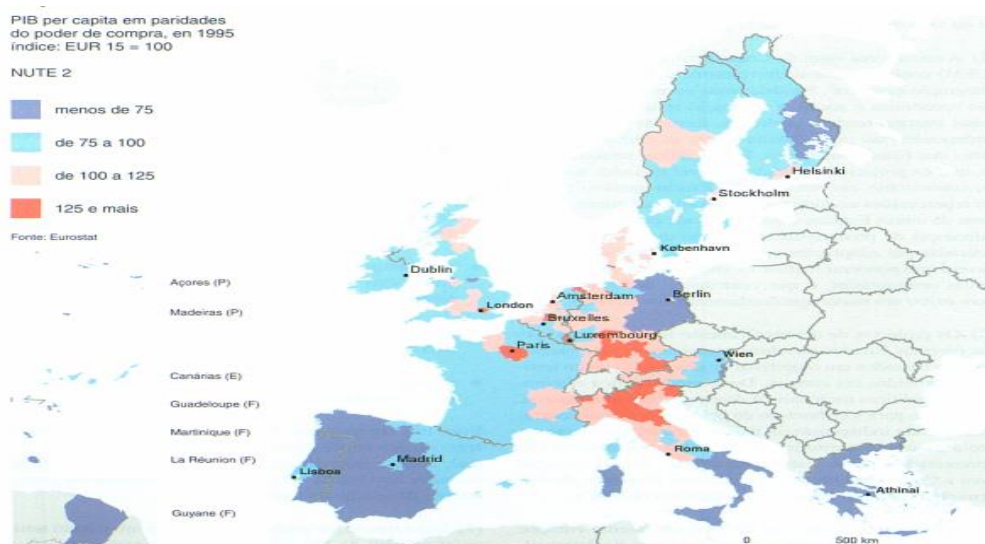 PIB per capita em paridades
do poder de compra, en 1995
índice: EUR 15 = 100
NUTE 2
menos de 75
de 75 a 100
de 100 a 125
125 e mais
Fonte: Eurostat
Açores (P)
Madeiras (P)
Canárias (E)
Guadeloupe (F)
Martinique (F)
La Réunion (F)
Guyane (F)
Helsinki
Stockholm
København
Dublin
London
Amsterdam
Berlin
Bruxelles
Luxembourg
Paris
Wien
Roma
Madrid
Lisboa
Athinai
0 500 km